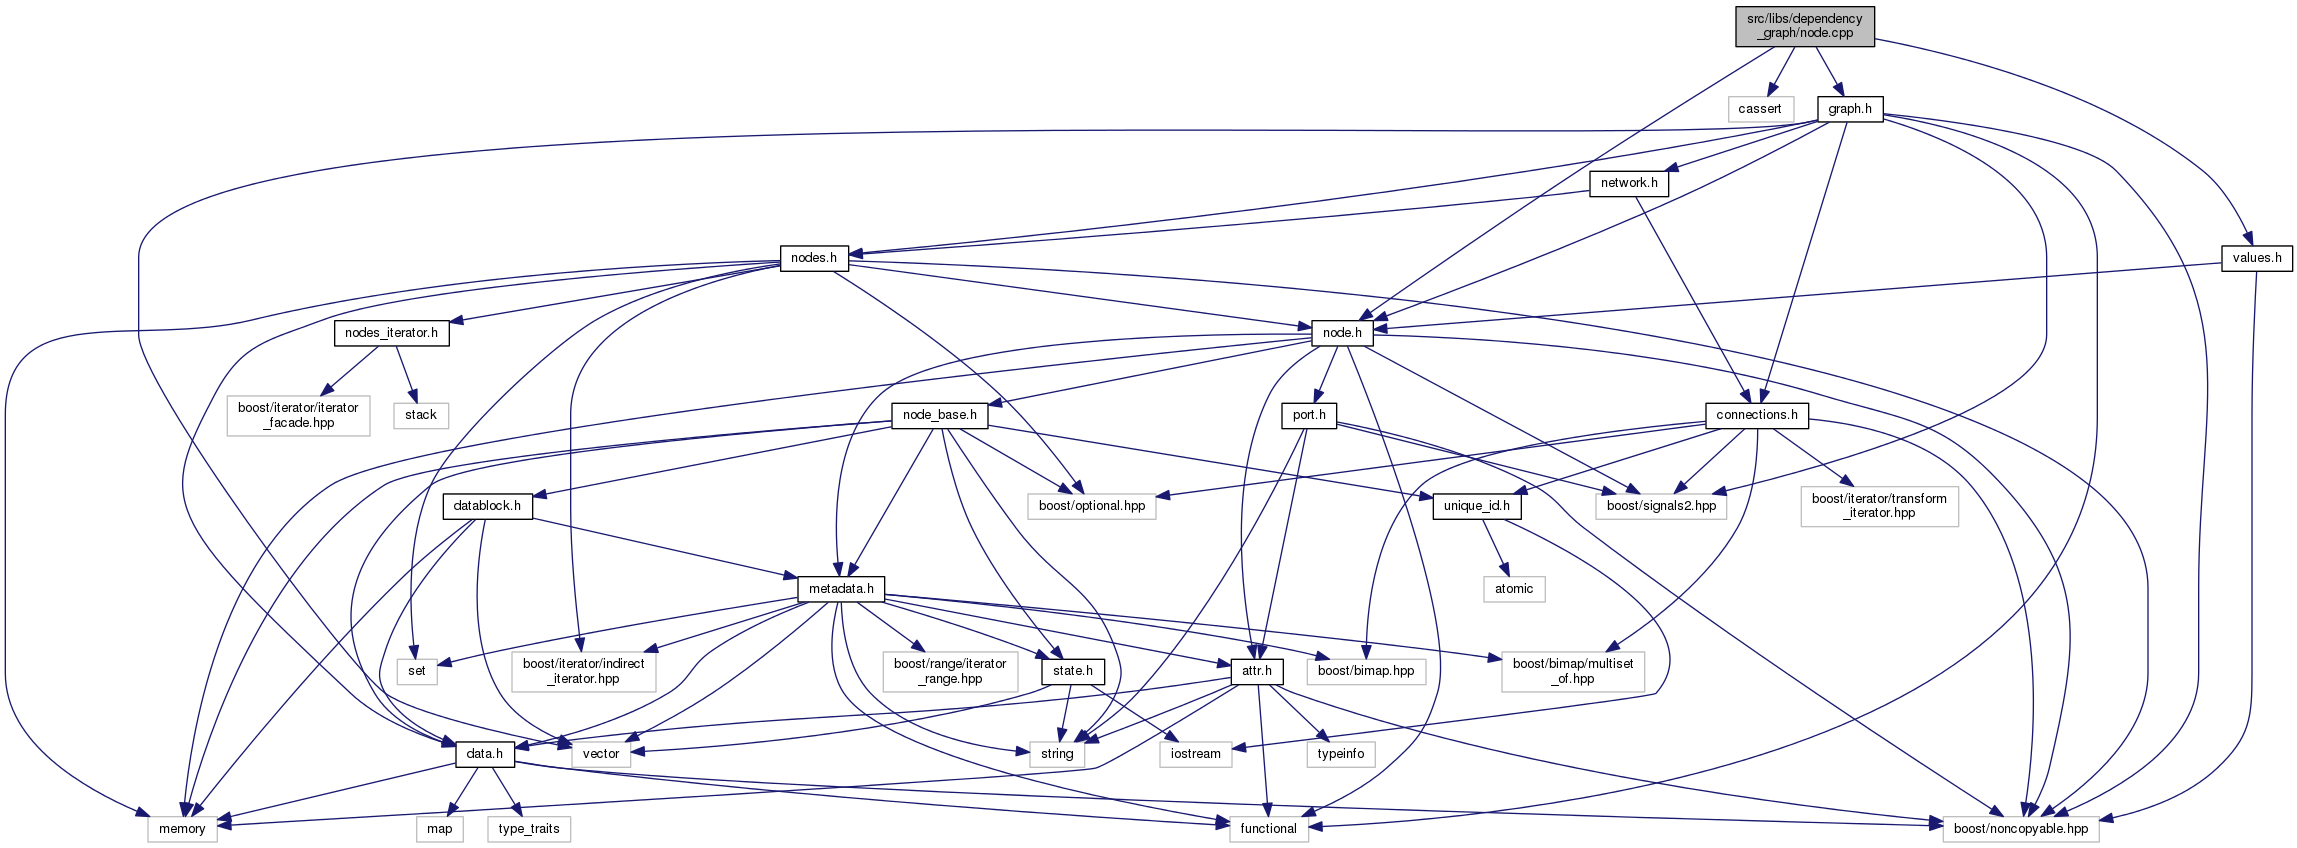 src/libs/dependency
_graph/node.cpp
cassert
graph.h
network.h
nodes.h
values.h
nodes_iterator.h
node.h
boost/iterator/iterator
_facade.hpp
stack
node_base.h
port.h
connections.h
datablock.h
boost/optional.hpp
unique_id.h
boost/signals2.hpp
boost/iterator/transform
_iterator.hpp
metadata.h
atomic
set
boost/iterator/indirect
_iterator.hpp
boost/range/iterator
_range.hpp
state.h
attr.h
boost/bimap.hpp
boost/bimap/multiset
_of.hpp
data.h
vector
string
iostream
typeinfo
memory
map
type_traits
functional
boost/noncopyable.hpp